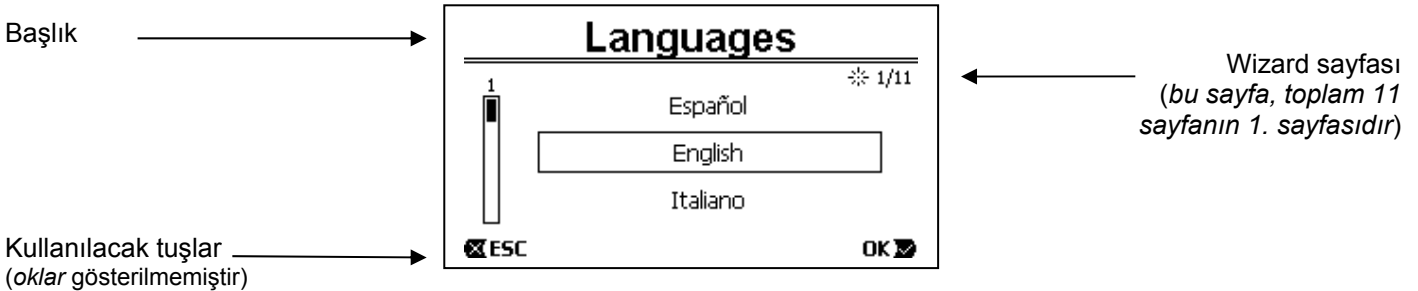 Başlık
Languages
1
1/11
Español
English
Italiano
ESC
OK
Wizard sayfası
(bu sayfa, toplam 11
sayfanın 1. sayfasıdır)
Kullanılacak tuşlar
(oklar gösterilmemiştir)